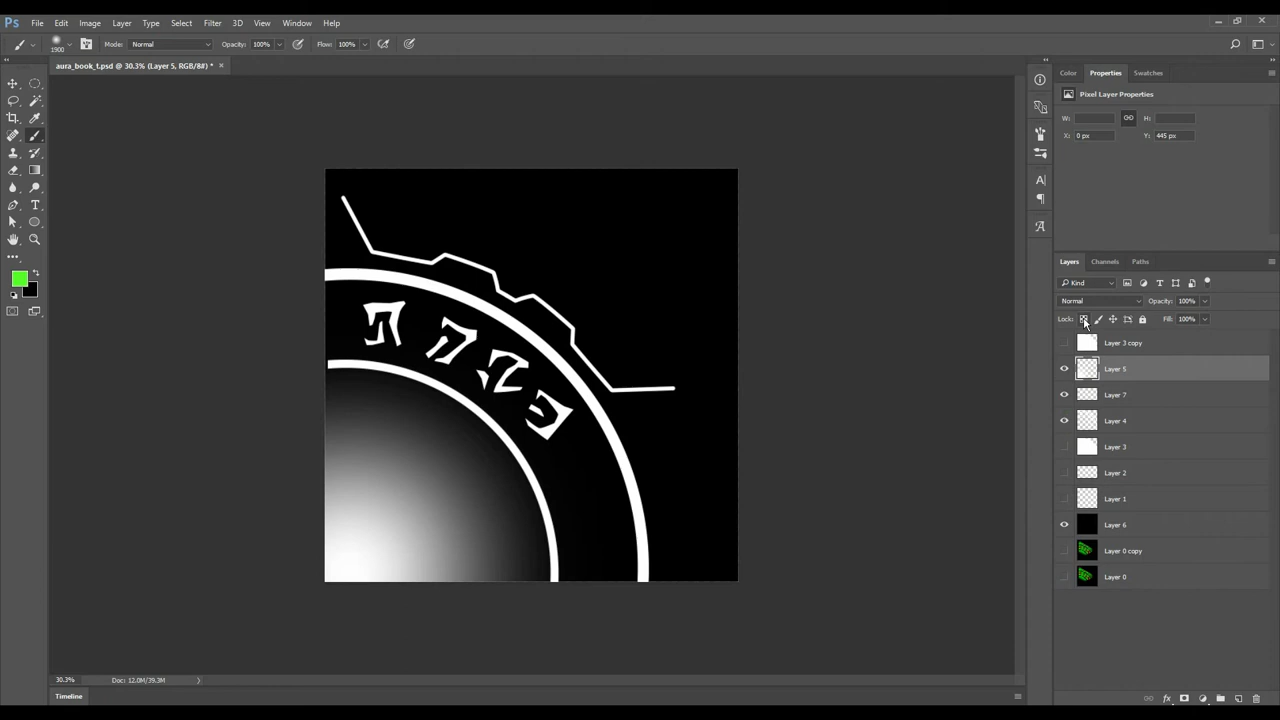 Ps File Edit Image Layer Type Select Filter 3D View Window Help
1900 Mode: Normal Opacity: 100% Flow: 100%
aura_book_t.psd @ 30.3% (Layer 5, RGB/8#) * ×
Color Properties Swatches
Pixel Layer Properties
W: H:
X: 0 px Y: 445 px
Layers Channels Paths
Kind
Normal Opacity: 100%
Lock: Fill: 100%
Layer 3 copy
Layer 5
Layer 7
Layer 4
Layer 3
Layer 2
Layer 1
Layer 6
Layer 0 copy
Layer 0
30.3% Doc: 12.0M/39.3M
Timeline